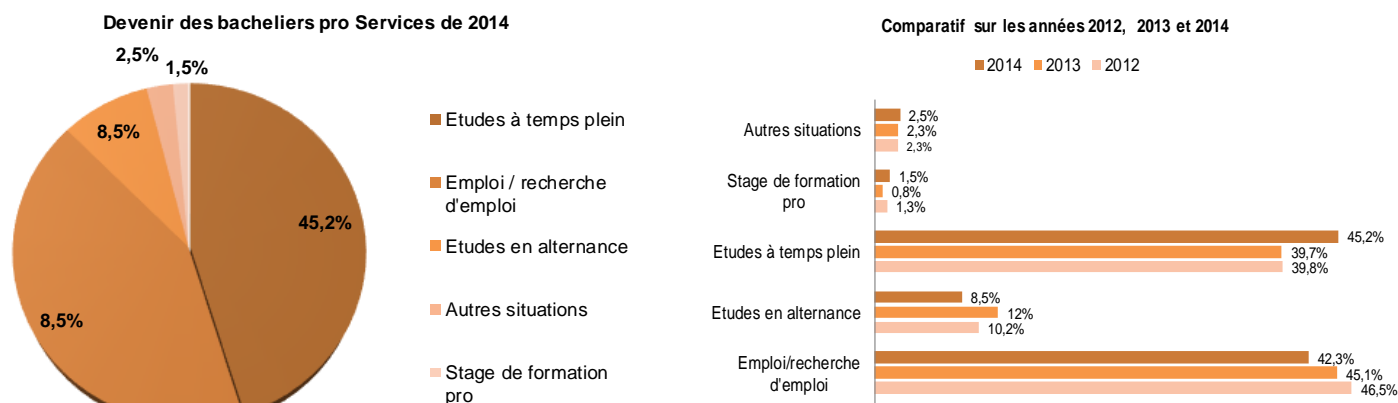 Devenir des bacheliers pro Services de 2014
2,5%
1,5%
8,5%
45,2%
8,5%
Etudes à temps plein
Emploi / recherche
d'emploi
Etudes en alternance
Autres situations
Stage de formation
pro
Comparatif sur les années 2012, 2013 et 2014
2014 2013 2012
Autres situations
2,5%
2,3%
2,3%
Stage de formation
pro
1,5%
0,8%
1,3%
Etudes à temps plein
45,2%
39,7%
39,8%
Etudes en alternance
8,5%
12%
10,2%
Emploi/recherche
d'emploi
42,3%
45,1%
46,5%